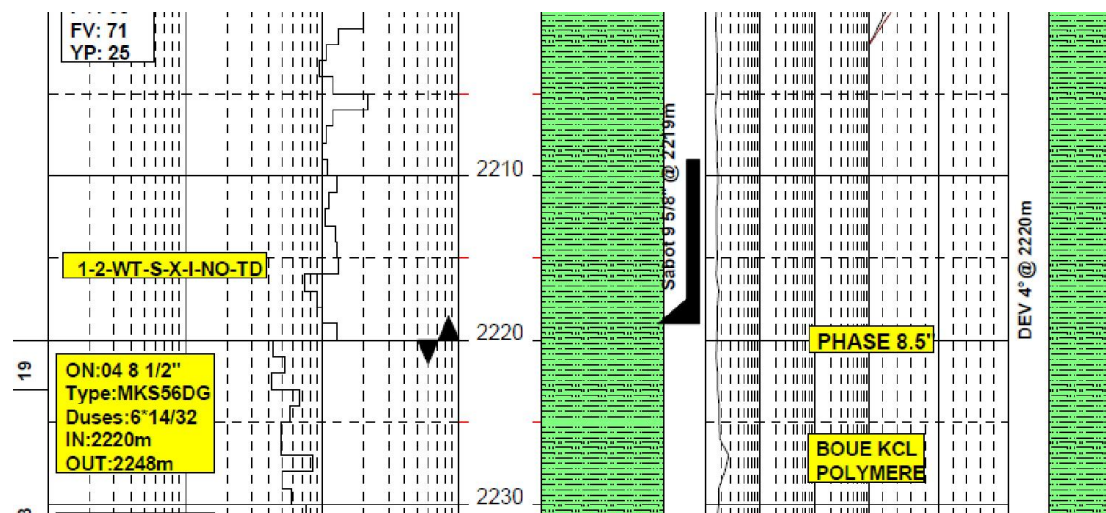 FV: 71
YP: 25
2210
Sabot 9 5/8" @ 2219m
DEV 4° @ 2220m
1-2-WT-S-X-I-NO-TD
2220
PHASE 8.5"
19
ON:04 8 1/2"
Type:MKS56DG
Duses:6*14/32
IN:2220m
OUT:2248m
BOUE KCL
POLYMERE
2230